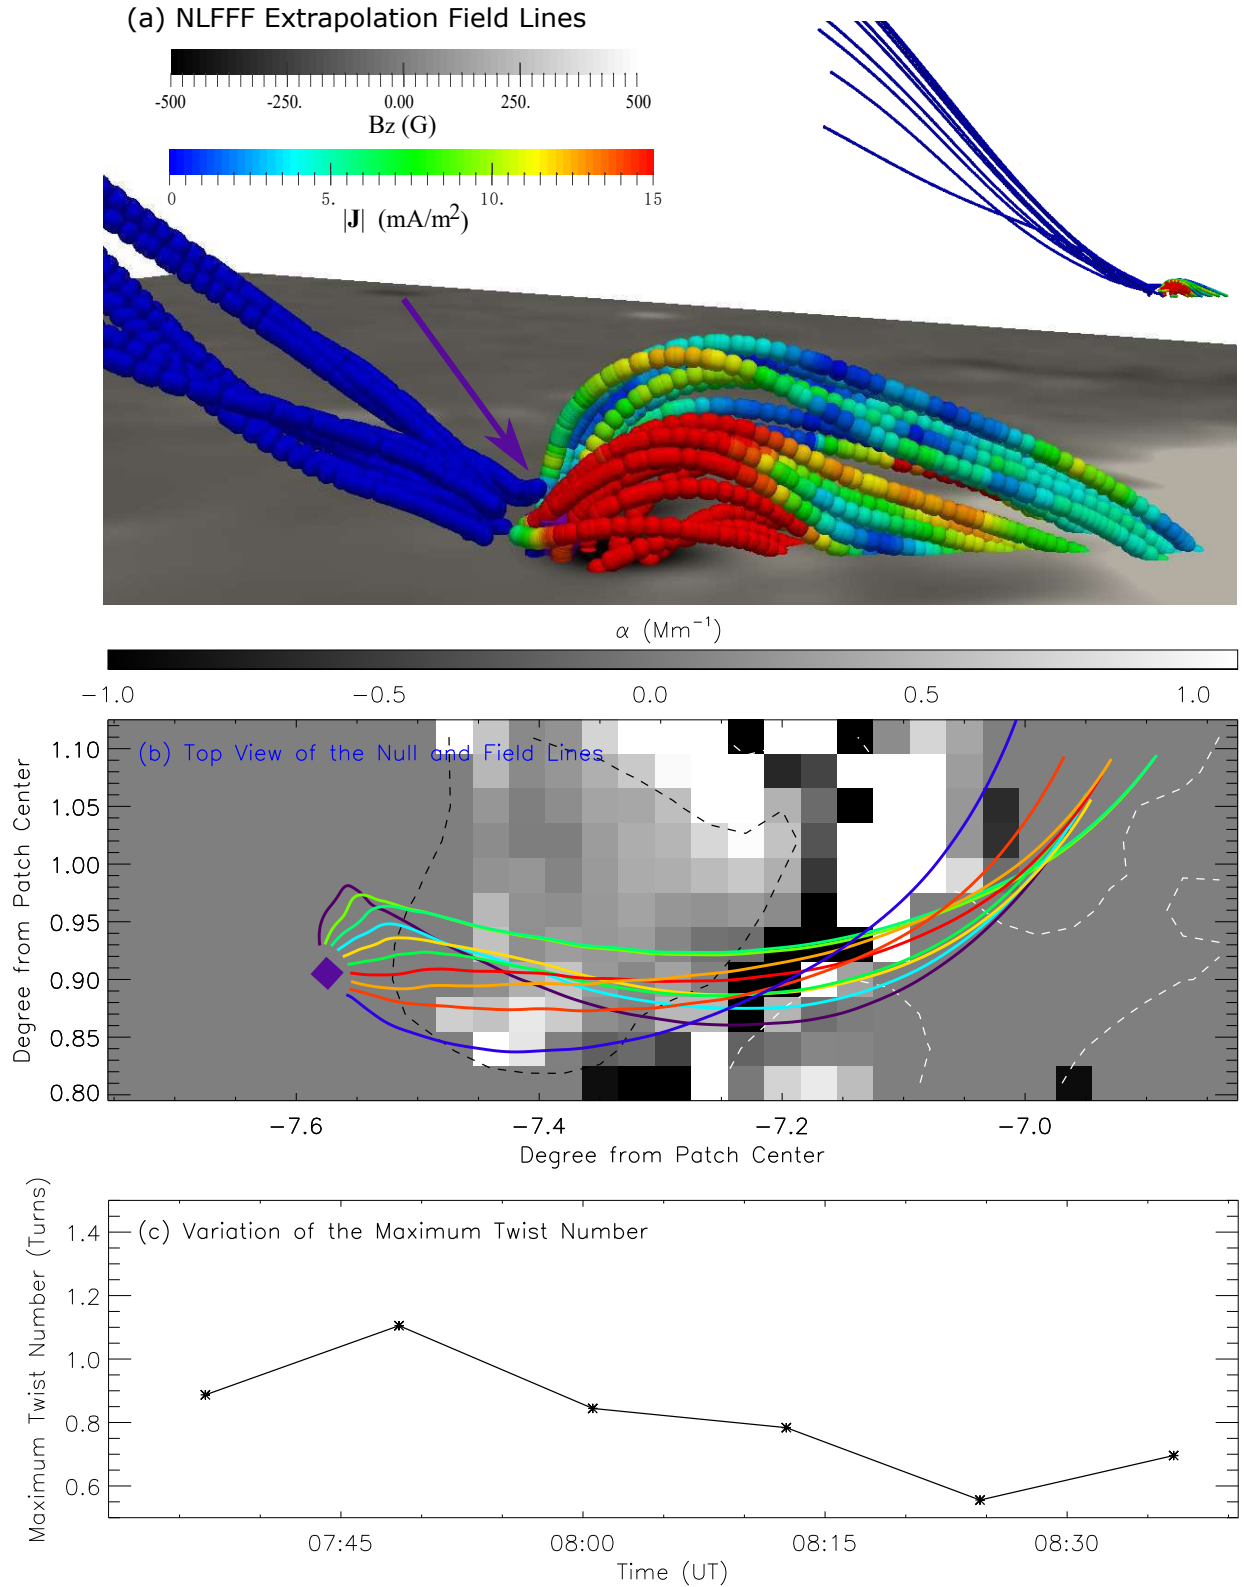 (a) NLFFF Extrapolation Field Lines
-500 -250. 0.00 250. 500
Bz (G)
0 5. 10. 15
|J| (mA/m²)
α (Mm⁻¹)
−1.0 −0.5 0.0 0.5 1.0
(b) Top View of the Null and Field Lines
Degree from Patch Center
1.10
1.05
1.00
0.95
0.90
0.85
0.80
−7.6 −7.4 −7.2 −7.0
Degree from Patch Center
(c) Variation of the Maximum Twist Number
Maximum Twist Number (Turns)
1.4
1.2
1.0
0.8
0.6
07:45 08:00 08:15 08:30
Time (UT)